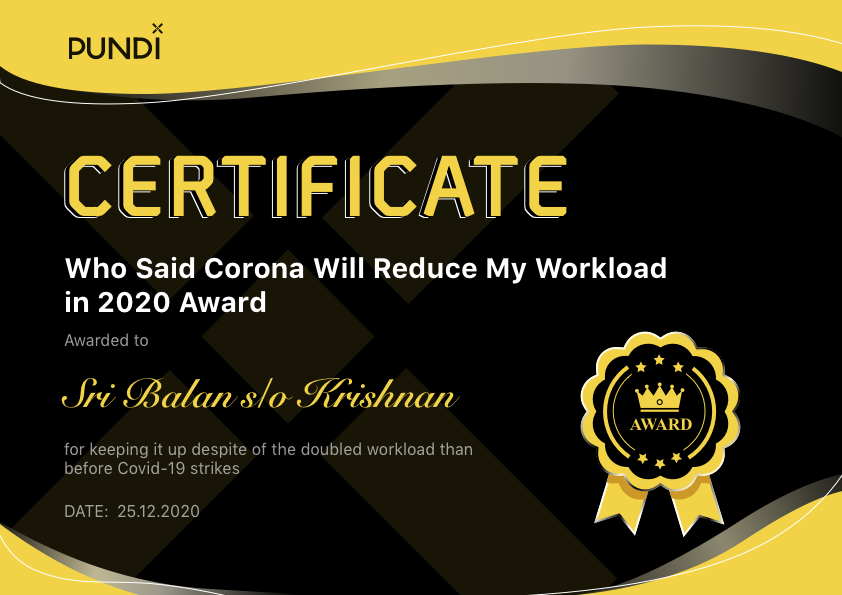 PUNDI
CERTIFICATE
Who Said Corona Will Reduce My Workload
in 2020 Award
Awarded to
Sri Balan s/o Krishnan
for keeping it up despite of the doubled workload than
before Covid-19 strikes
AWARD
DATE: 25.12.2020